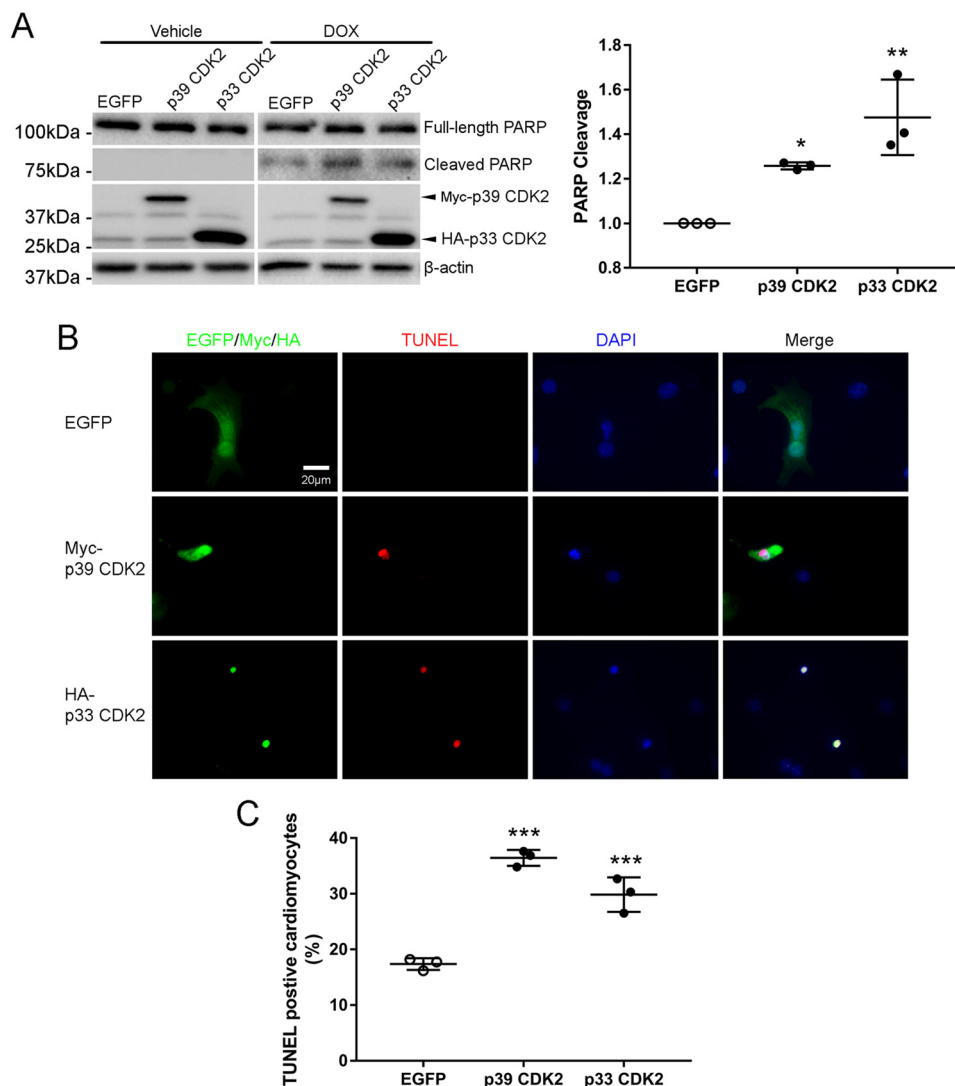 A
Vehicle
DOX
EGFP
p39 CDK2
p33 CDK2
EGFP
p39 CDK2
p33 CDK2
100kDa -
Full-length PARP
75kDa -
Cleaved PARP
Myc-p39 CDK2
37kDa -
25kDa -
HA-p33 CDK2
37kDa -
β-actin
PARP Cleavage
1.8
1.6
1.4
1.2
1.0
0.8
*
**
EGFP
p39 CDK2
p33 CDK2
B
EGFP/Myc/HA
TUNEL
DAPI
Merge
EGFP
20µm
Myc-
p39 CDK2
HA-
p33 CDK2
C
TUNEL postive cardiomyocytes
(%)
40
30
20
10
0
***
***
EGFP
p39 CDK2
p33 CDK2